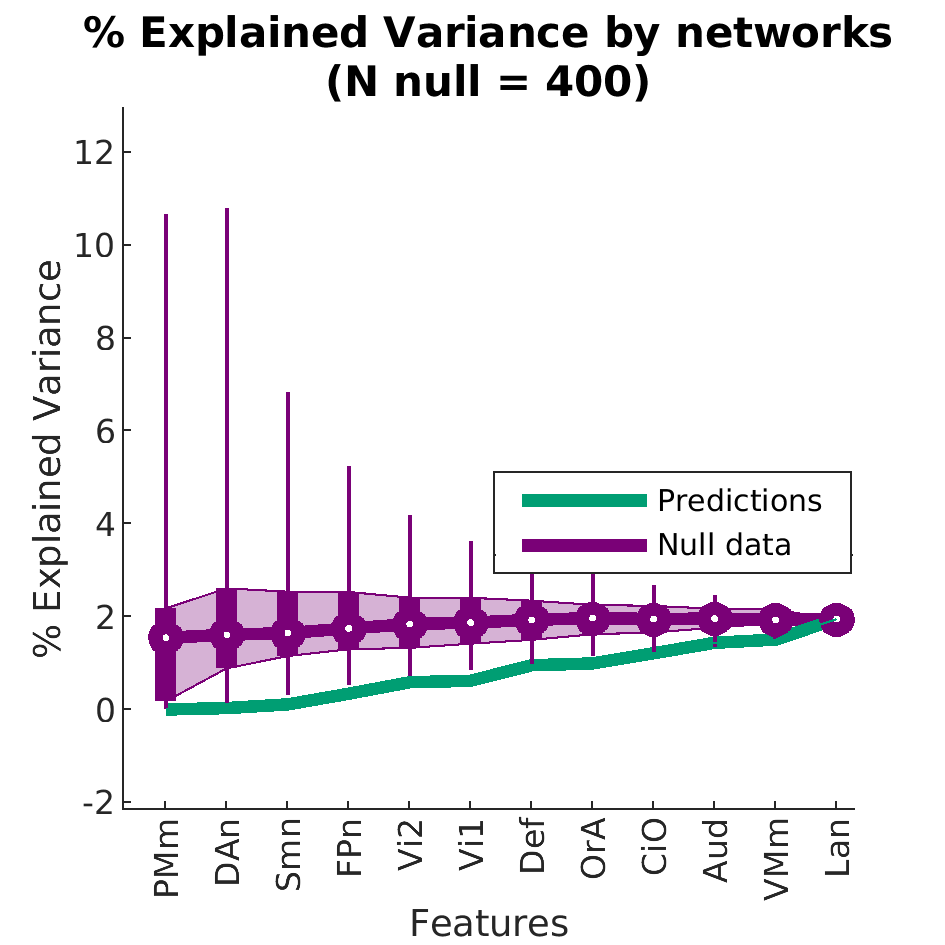 % Explained Variance by networks
(N null = 400)
% Explained Variance
12
10
8
6
4
2
0
-2
Predictions
Null data
PMm
DAn
Smn
FPn
Vi2
Vi1
Def
OrA
CiO
Aud
VMm
Lan
Features